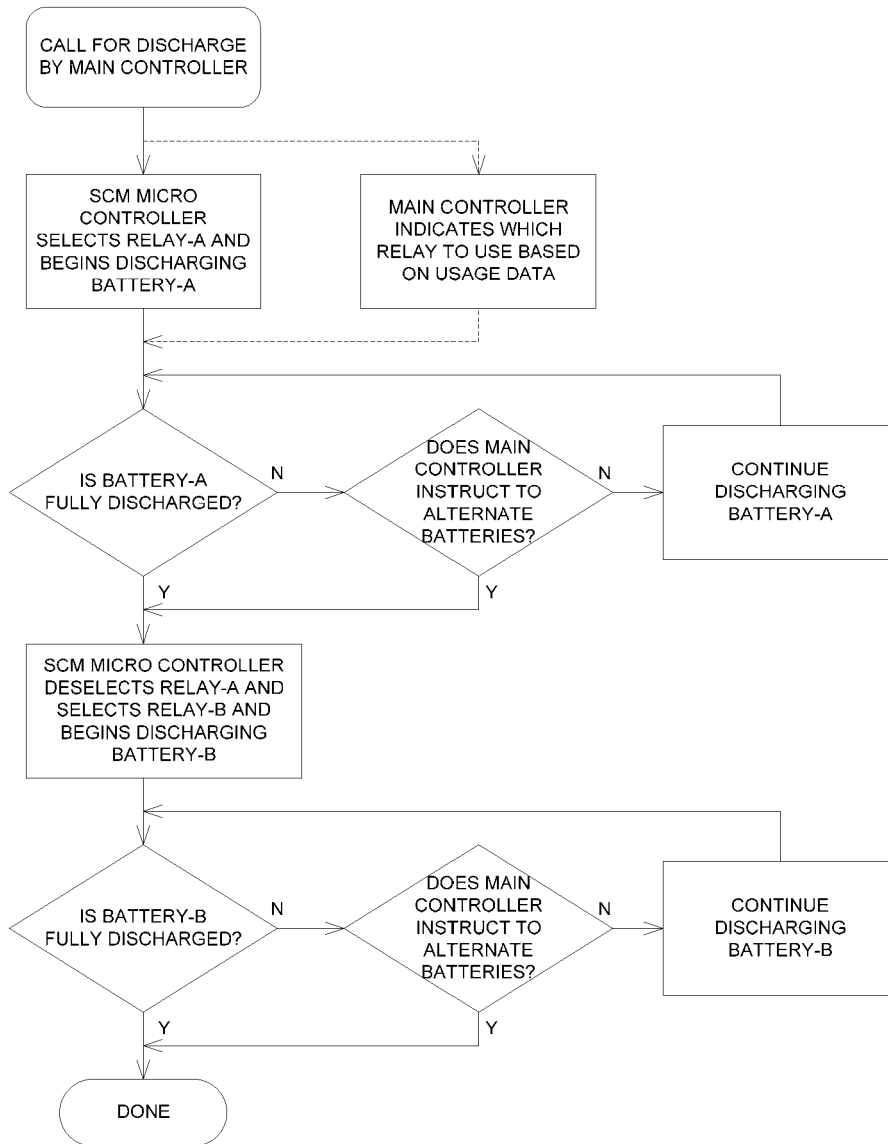 CALL FOR DISCHARGE
BY MAIN CONTROLLER
SCM MICRO
CONTROLLER
SELECTS RELAY-A AND
BEGINS DISCHARGING
BATTERY-A
MAIN CONTROLLER
INDICATES WHICH
RELAY TO USE BASED
ON USAGE DATA
IS BATTERY-A
FULLY DISCHARGED?
N
DOES MAIN
CONTROLLER
INSTRUCT TO
ALTERNATE
BATTERIES?
N
CONTINUE
DISCHARGING
BATTERY-A
Y
Y
SCM MICRO CONTROLLER
DESELECTS RELAY-A AND
SELECTS RELAY-B AND
BEGINS DISCHARGING
BATTERY-B
IS BATTERY-B
FULLY DISCHARGED?
N
DOES MAIN
CONTROLLER
INSTRUCT TO
ALTERNATE
BATTERIES?
N
CONTINUE
DISCHARGING
BATTERY-B
Y
Y
DONE